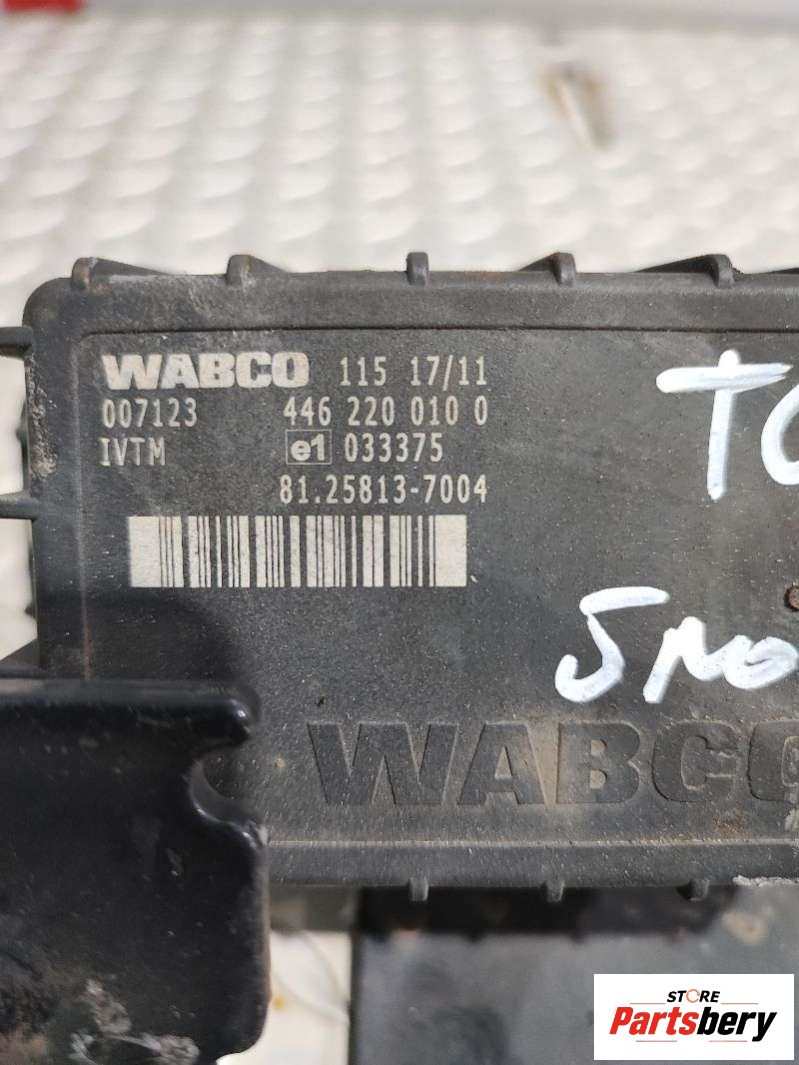 WABCO 115 17/11
007123 446 220 010 0
IVTM e1 033375
81.25813-7004
WABCO
STORE
Partsbery